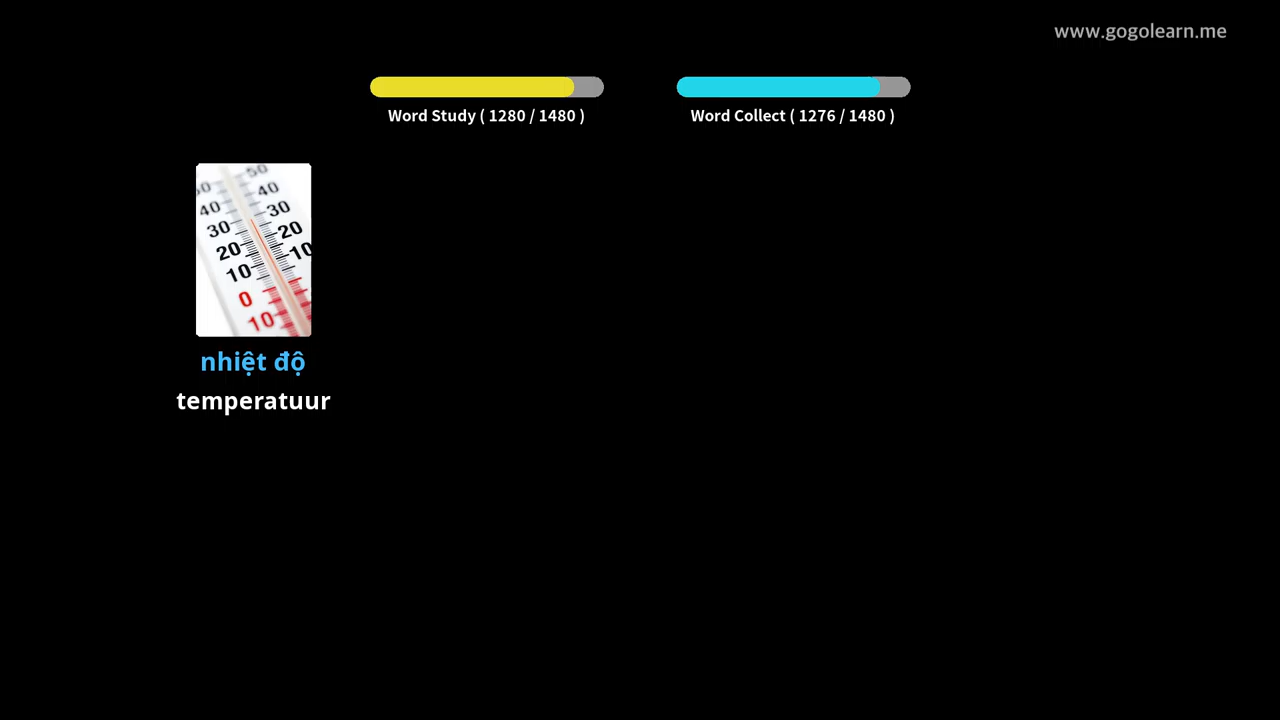 www.gogolearn.me
Word Study ( 1280 / 1480 )
Word Collect ( 1276 / 1480 )
50
40
40
30
30
20
20
10
10
0
10
nhiệt độ
temperatuur